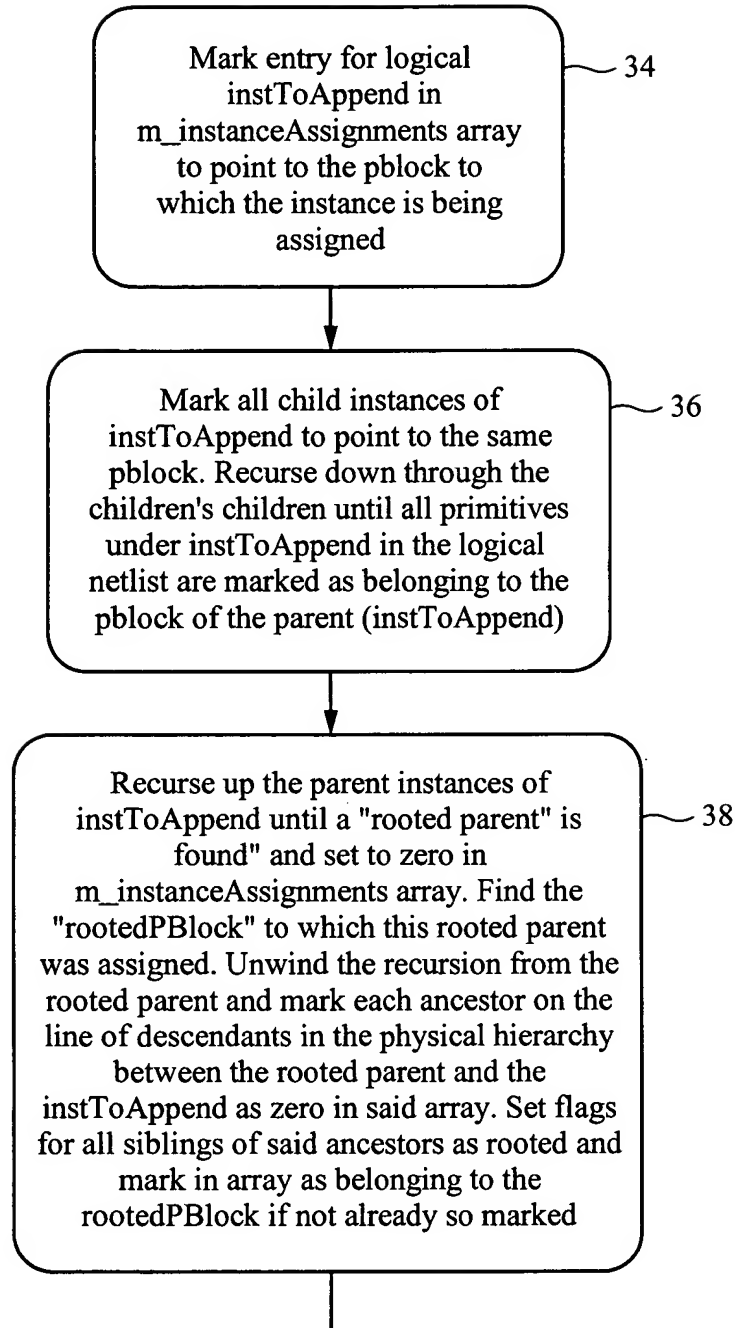 Mark entry for logical
instToAppend in
m_instanceAssignments array
to point to the pblock to
which the instance is being
assigned
34
Mark all child instances of
instToAppend to point to the same
pblock. Recurse down through the
children's children until all primitives
under instToAppend in the logical
netlist are marked as belonging to the
pblock of the parent (instToAppend)
36
Recurse up the parent instances of
instToAppend until a "rooted parent" is
found" and set to zero in
m_instanceAssignments array. Find the
"rootedPBlock" to which this rooted parent
was assigned. Unwind the recursion from the
rooted parent and mark each ancestor on the
line of descendants in the physical hierarchy
between the rooted parent and the
instToAppend as zero in said array. Set flags
for all siblings of said ancestors as rooted and
mark in array as belonging to the
rootedPBlock if not already so marked
38